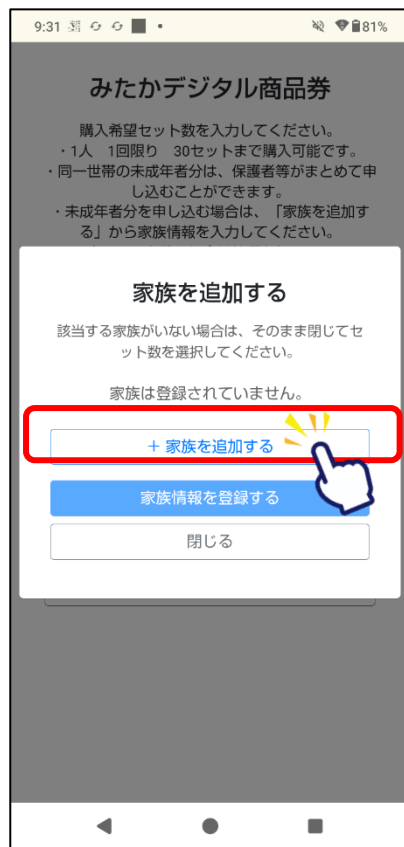 9:31
81%
みたかデジタル商品券
購入希望セット数を入力してください。
・1人　1回限り　30セットまで購入可能です。
・同一世帯の未成年者分は、保護者等がまとめて申
し込むことができます。
・未成年者分を申し込む場合は、「家族を追加す
る」から家族情報を入力してください。
家族を追加する
該当する家族がいない場合は、そのまま閉じてセ
ット数を選択してください。
家族は登録されていません。
+ 家族を追加する
家族情報を登録する
閉じる